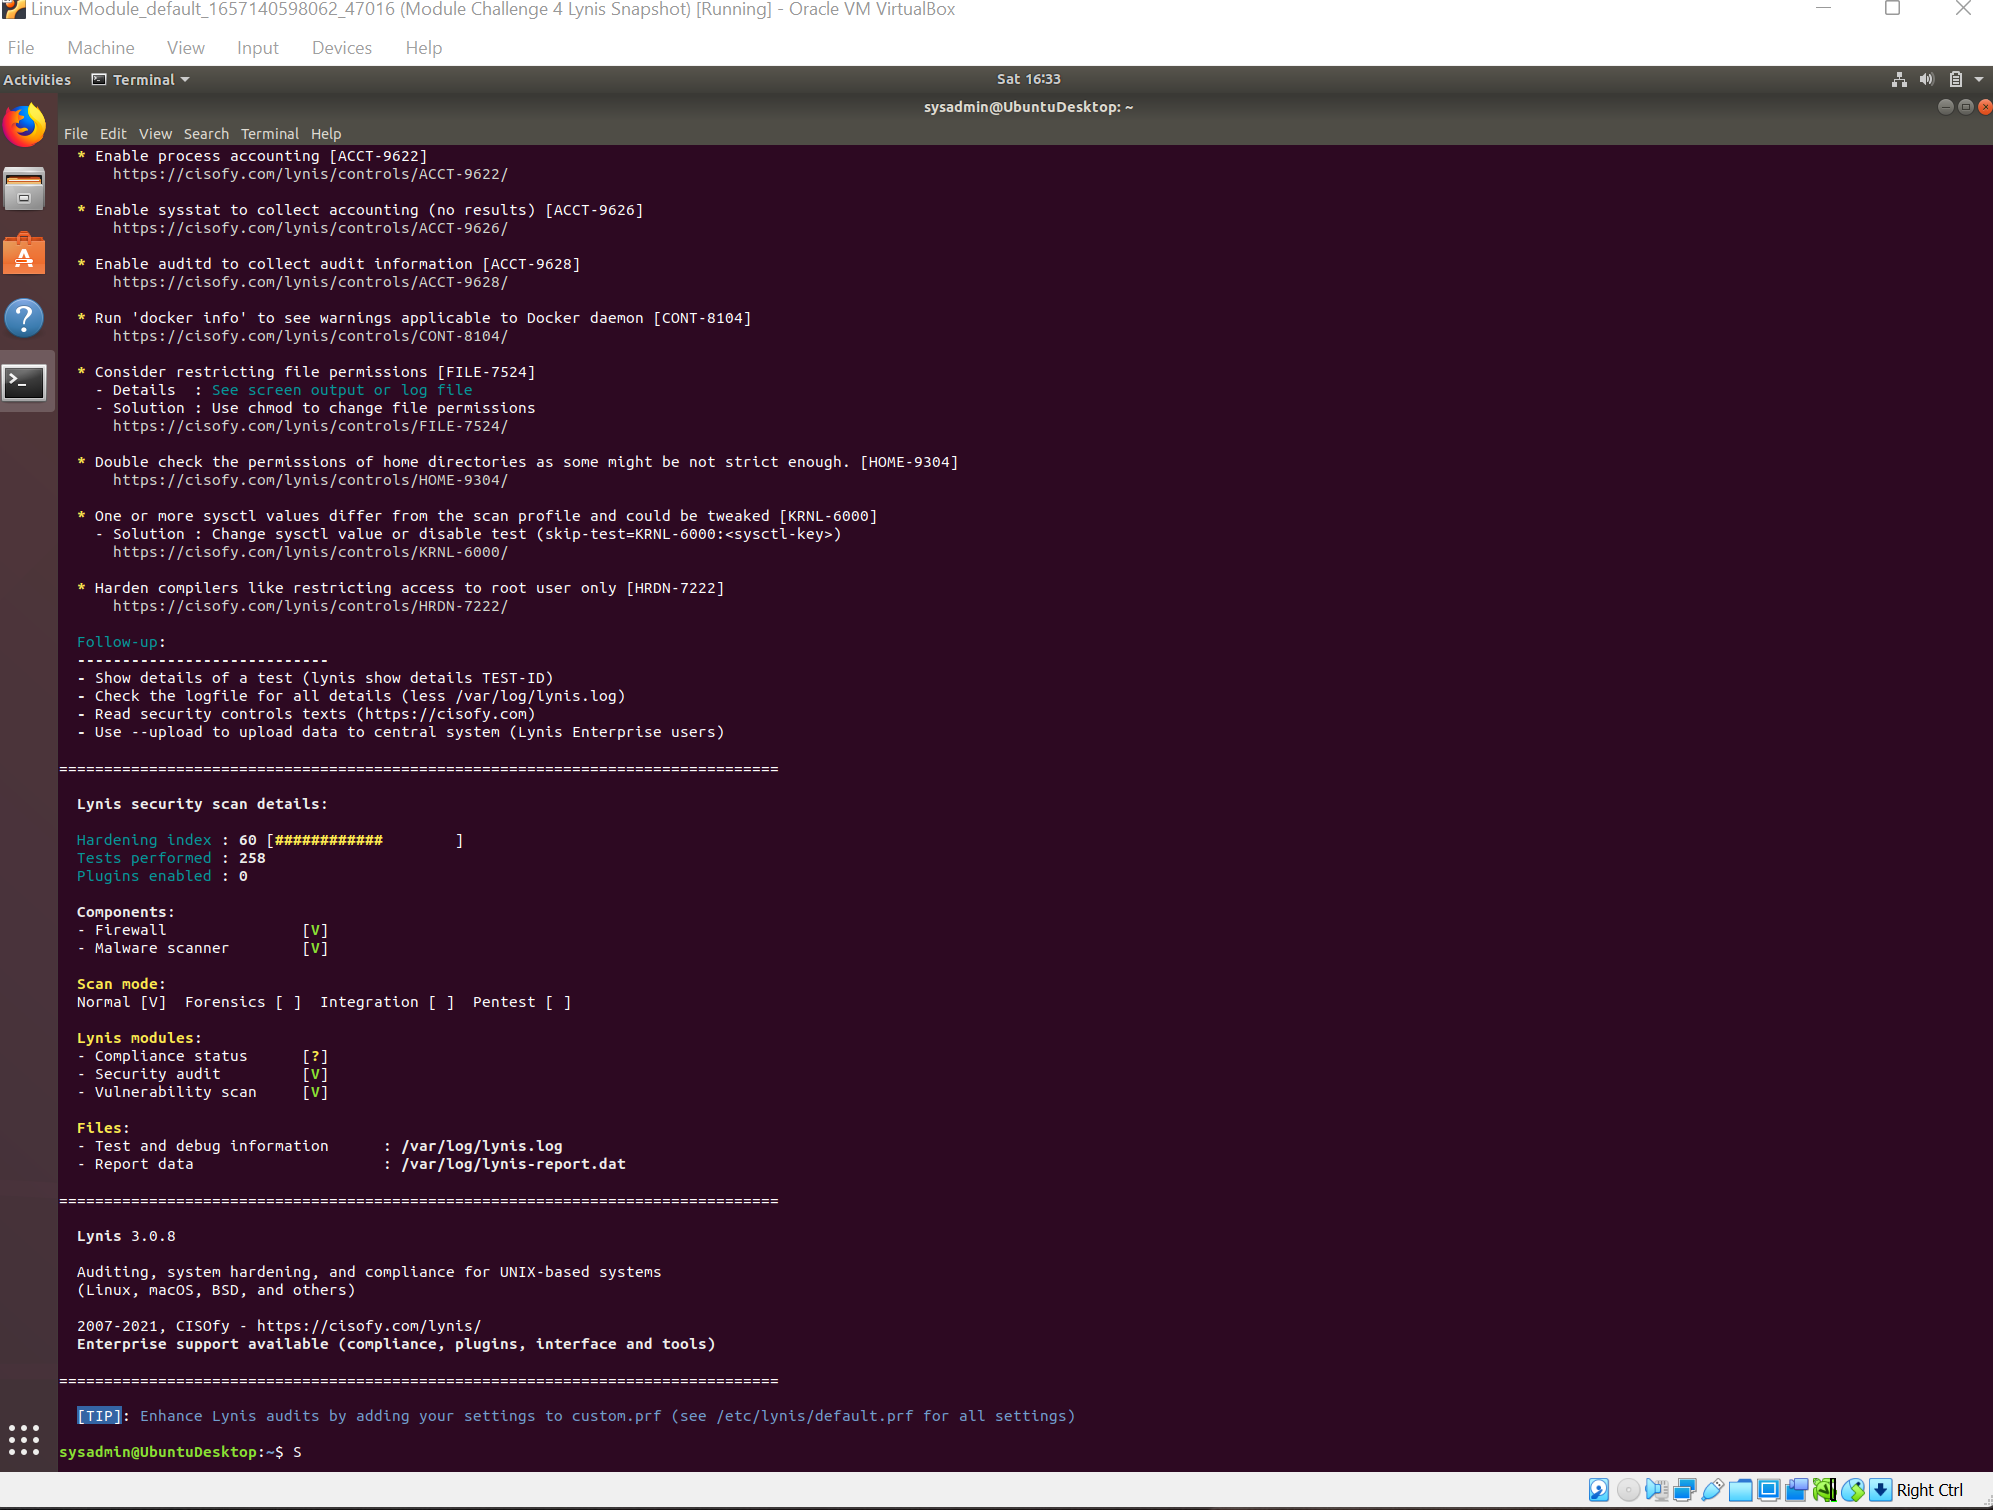 Linux-Module_default_1657140598062_47016 (Module Challenge 4 Lynis Snapshot) [Running] - Oracle VM VirtualBox
File Machine View Input Devices Help
Activities Terminal Sat 16:33
sysadmin@UbuntuDesktop: ~
File Edit View Search Terminal Help
* Enable process accounting [ACCT-9622]
https://cisofy.com/lynis/controls/ACCT-9622/
* Enable sysstat to collect accounting (no results) [ACCT-9626]
https://cisofy.com/lynis/controls/ACCT-9626/
* Enable auditd to collect audit information [ACCT-9628]
https://cisofy.com/lynis/controls/ACCT-9628/
* Run 'docker info' to see warnings applicable to Docker daemon [CONT-8104]
https://cisofy.com/lynis/controls/CONT-8104/
* Consider restricting file permissions [FILE-7524]
- Details  : See screen output or log file
- Solution : Use chmod to change file permissions
https://cisofy.com/lynis/controls/FILE-7524/
* Double check the permissions of home directories as some might be not strict enough. [HOME-9304]
https://cisofy.com/lynis/controls/HOME-9304/
* One or more sysctl values differ from the scan profile and could be tweaked [KRNL-6000]
- Solution : Change sysctl value or disable test (skip-test=KRNL-6000:<sysctl-key>)
https://cisofy.com/lynis/controls/KRNL-6000/
* Harden compilers like restricting access to root user only [HRDN-7222]
https://cisofy.com/lynis/controls/HRDN-7222/
Follow-up:
----------------------------
- Show details of a test (lynis show details TEST-ID)
- Check the logfile for all details (less /var/log/lynis.log)
- Read security controls texts (https://cisofy.com)
- Use --upload to upload data to central system (Lynis Enterprise users)
================================================================================
Lynis security scan details:
Hardening index : 60 [############        ]
Tests performed : 258
Plugins enabled : 0
Components:
- Firewall               [V]
- Malware scanner        [V]
Scan mode:
Normal [V]  Forensics [ ]  Integration [ ]  Pentest [ ]
Lynis modules:
- Compliance status      [?]
- Security audit         [V]
- Vulnerability scan     [V]
Files:
- Test and debug information      : /var/log/lynis.log
- Report data                     : /var/log/lynis-report.dat
================================================================================
Lynis 3.0.8
Auditing, system hardening, and compliance for UNIX-based systems
(Linux, macOS, BSD, and others)
2007-2021, CISOfy - https://cisofy.com/lynis/
Enterprise support available (compliance, plugins, interface and tools)
================================================================================
[TIP]: Enhance Lynis audits by adding your settings to custom.prf (see /etc/lynis/default.prf for all settings)
sysadmin@UbuntuDesktop:~$ S
Right Ctrl